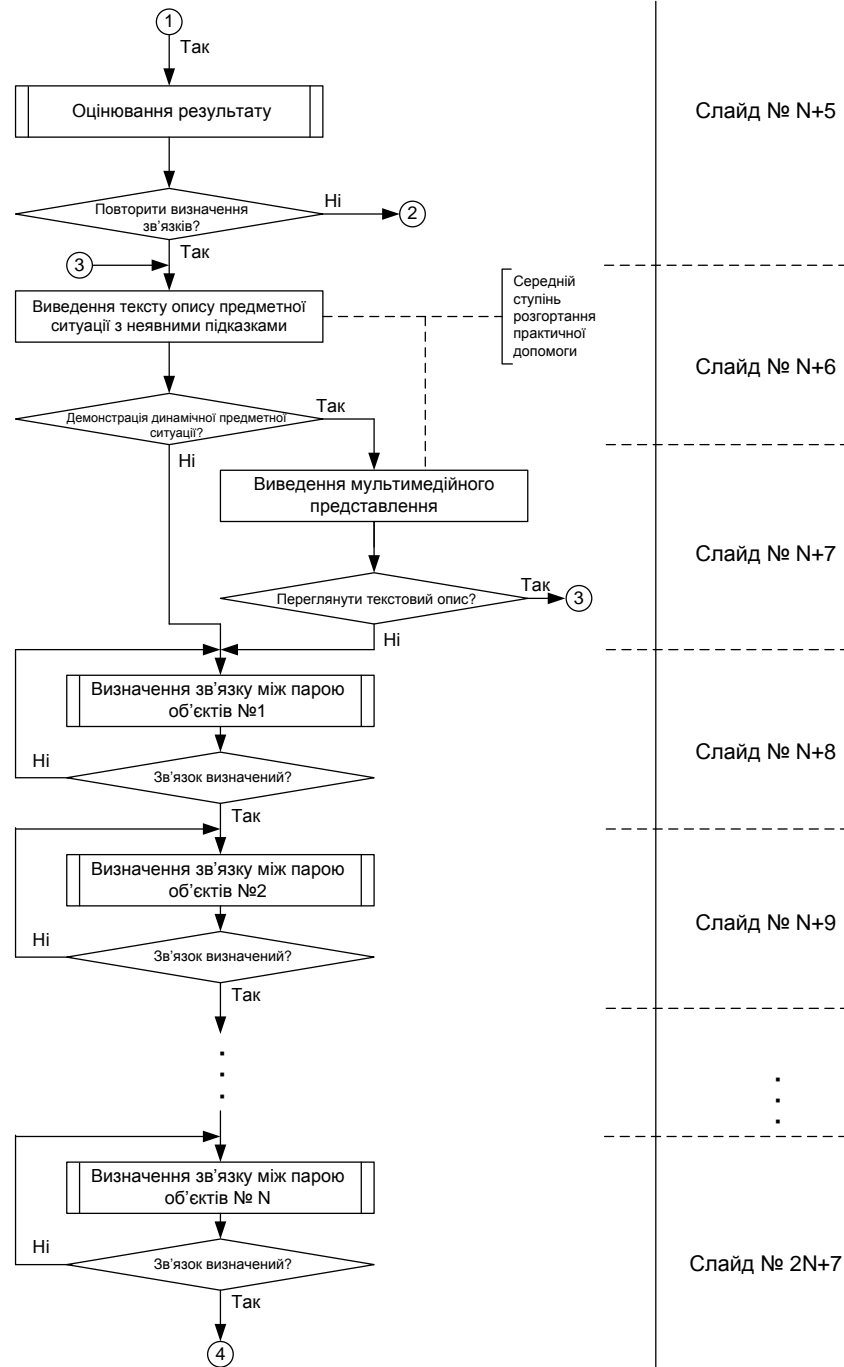 1
Так
Оцінювання результату
Слайд № N+5
Повторити визначення
зв’язків?
Ні
2
Так
3
Виведення тексту опису предметної
ситуації з неявними підказками
Середній
ступінь
розгортання
практичної
допомоги
Слайд № N+6
Демонстрація динамічної предметної
ситуації?
Так
Ні
Виведення мультимедійного
представлення
Слайд № N+7
Переглянути текстовий опис?
Так
3
Ні
Визначення зв’язку між парою
об’єктів №1
Слайд № N+8
Ні
Зв’язок визначений?
Так
Визначення зв’язку між парою
об’єктів №2
Слайд № N+9
Ні
Зв’язок визначений?
Так
Визначення зв’язку між парою
об’єктів № N
Ні
Зв’язок визначений?
Слайд № 2N+7
Так
4